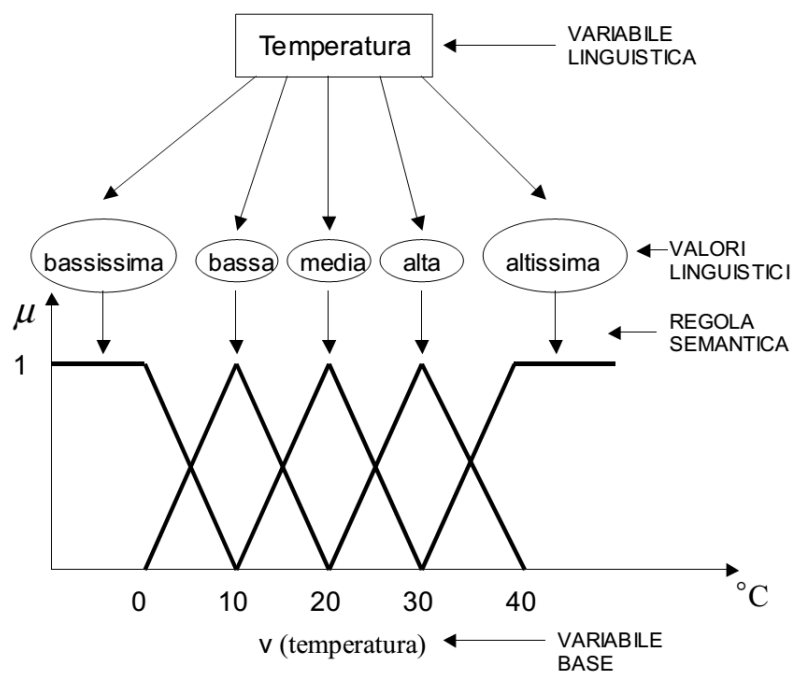 Temperatura
VARIABILE
LINGUISTICA
bassissima
bassa
media
alta
altissima
VALORI
LINGUISTICI
μ
REGOLA
SEMANTICA
1
0
10
20
30
40
°C
v (temperatura)
VARIABILE
BASE